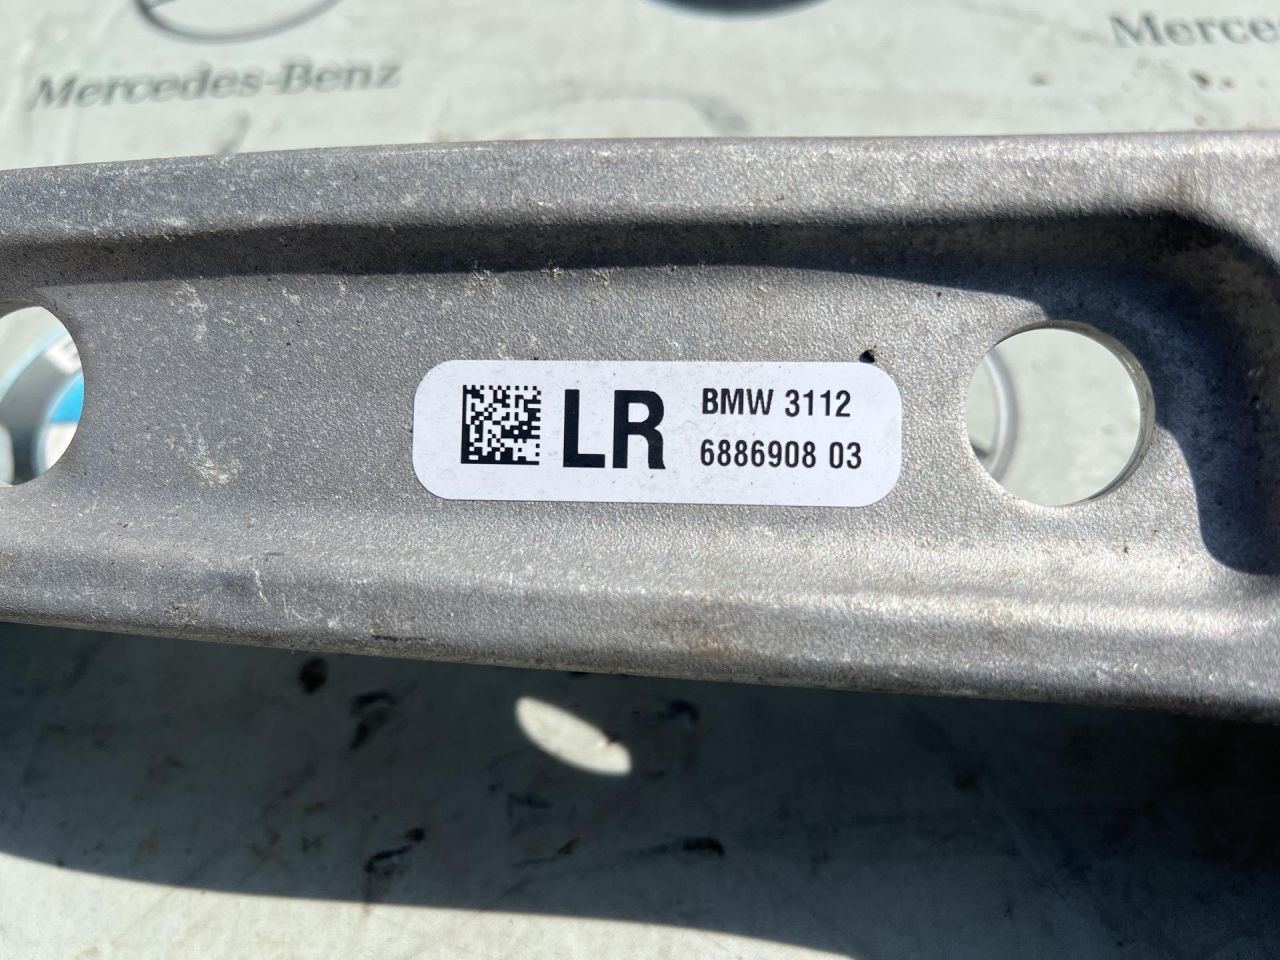 Mercedes-Benz
Merce
LR
BMW 3112
6886908 03